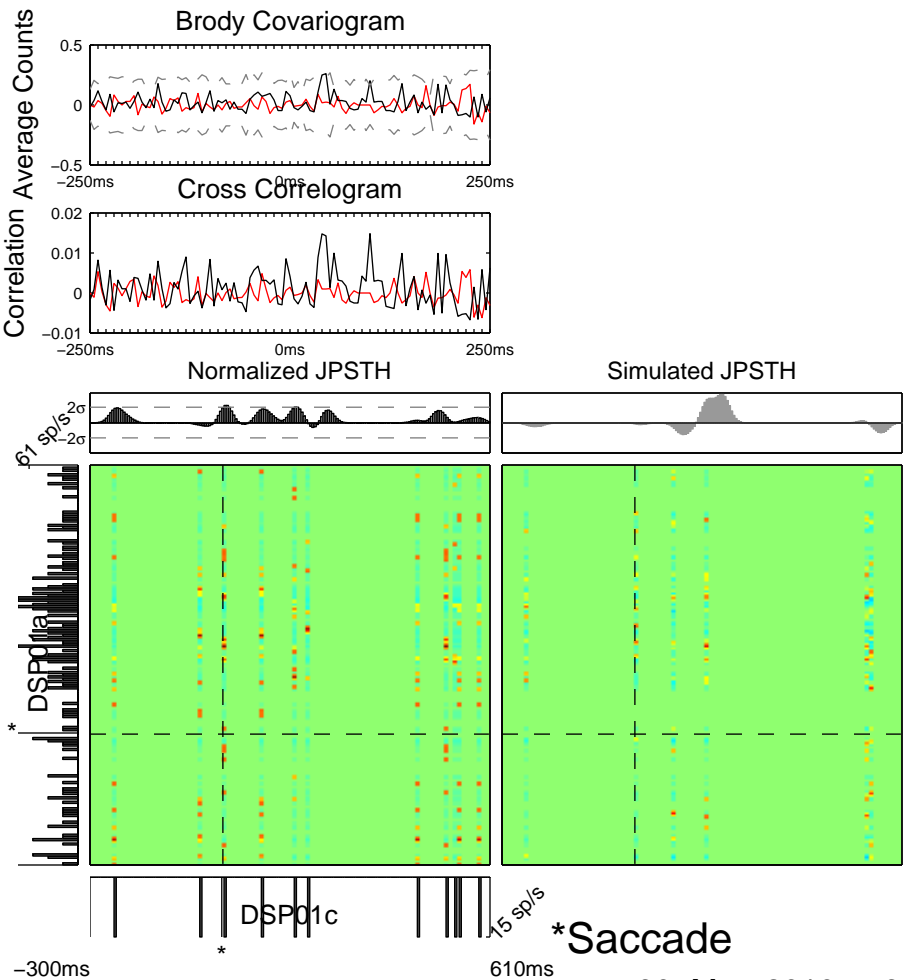 Brody Covariogram
Average Counts
0.5
0
−0.5
−250ms
0ms
250ms
Cross Correlogram
Correlation
0.02
0.01
0
−0.01
−250ms
0ms
250ms
Normalized JPSTH
Simulated JPSTH
2σ
−2σ
61 sp/s
DSP01a
*
DSP01c
15 sp/s
*
*Saccade
−300ms
610ms